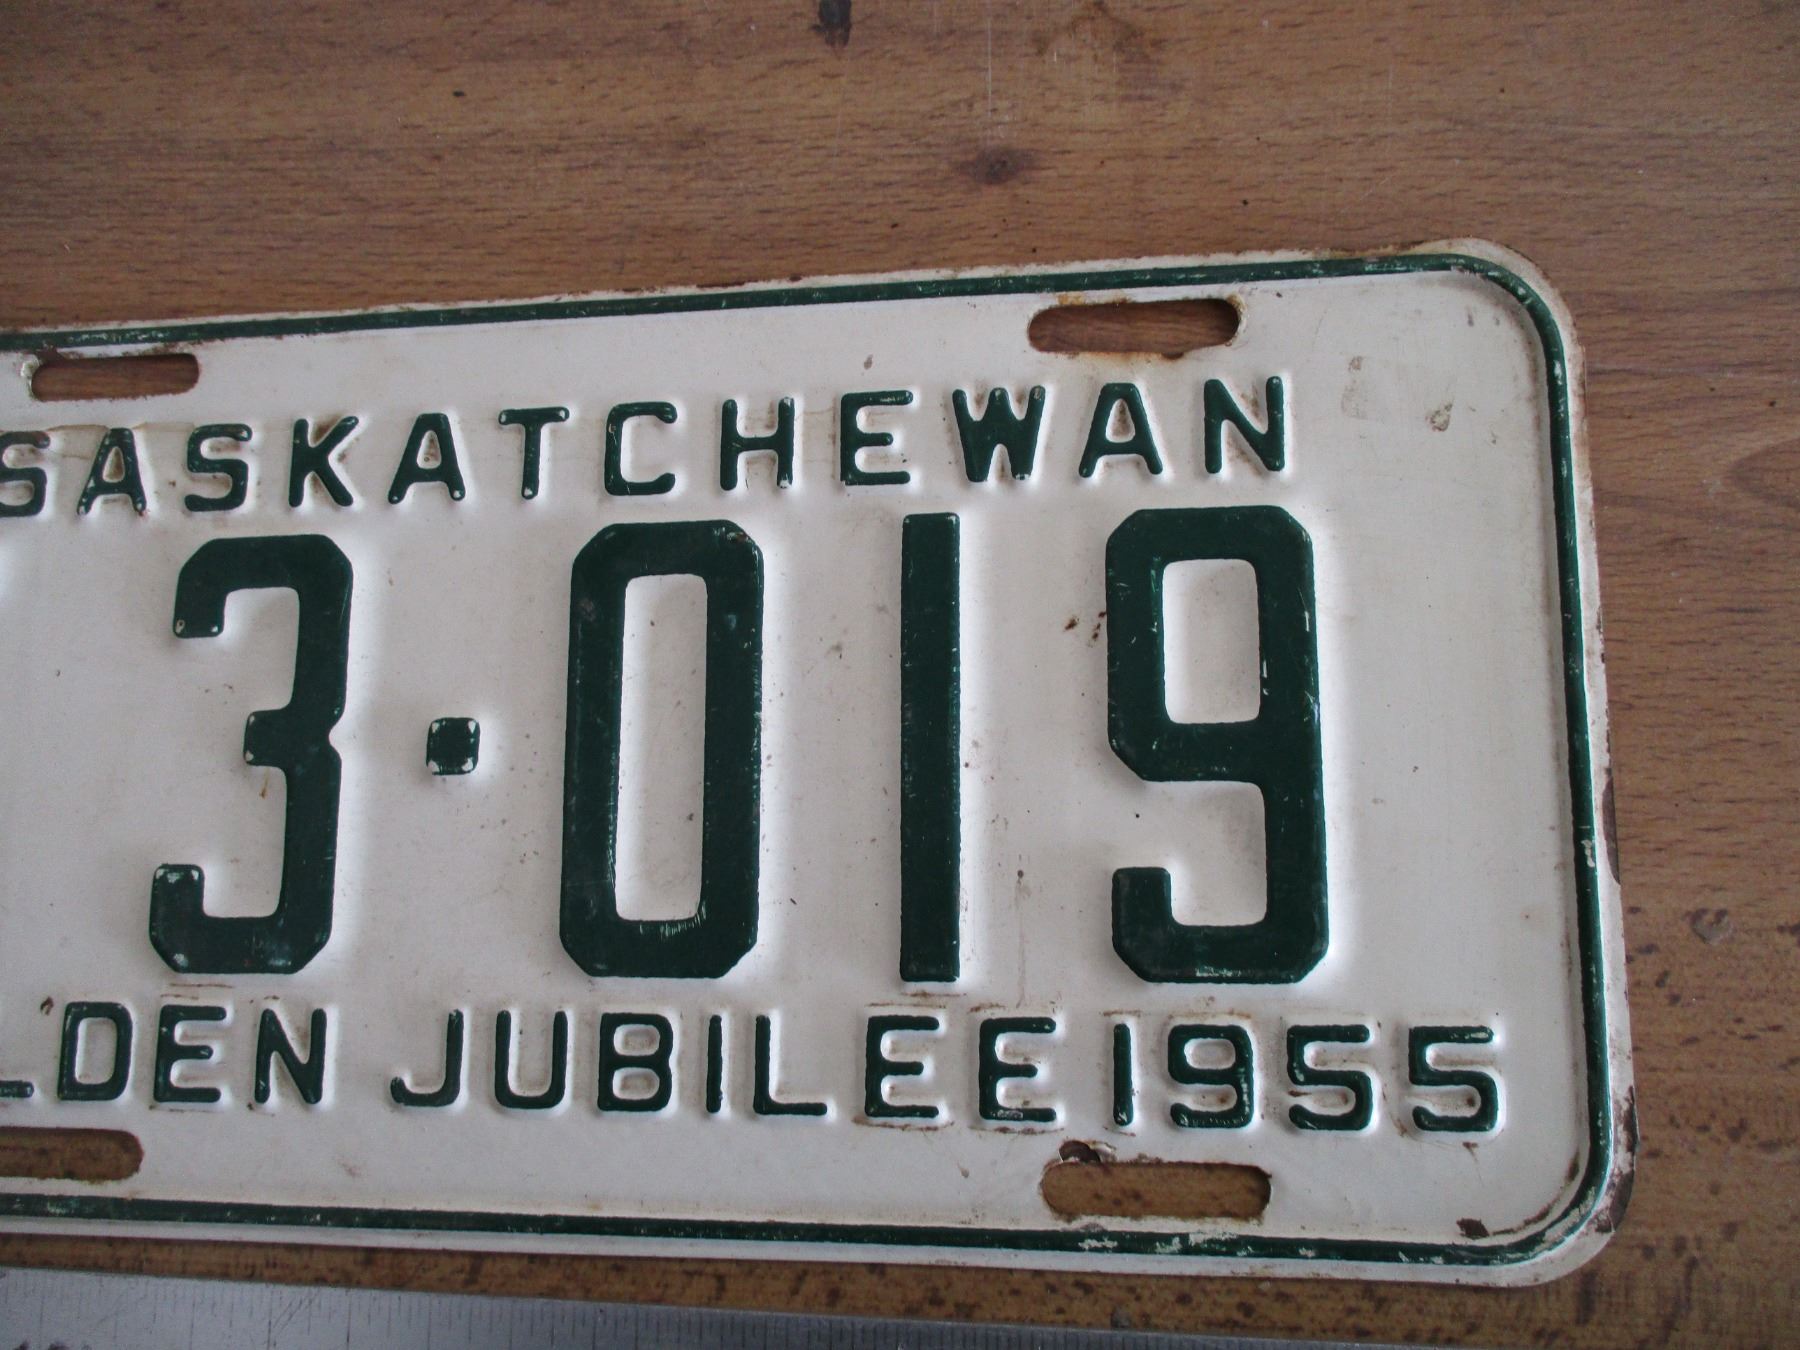 SASKATCHEWAN
3·019
LDEN JUBILEE 1955